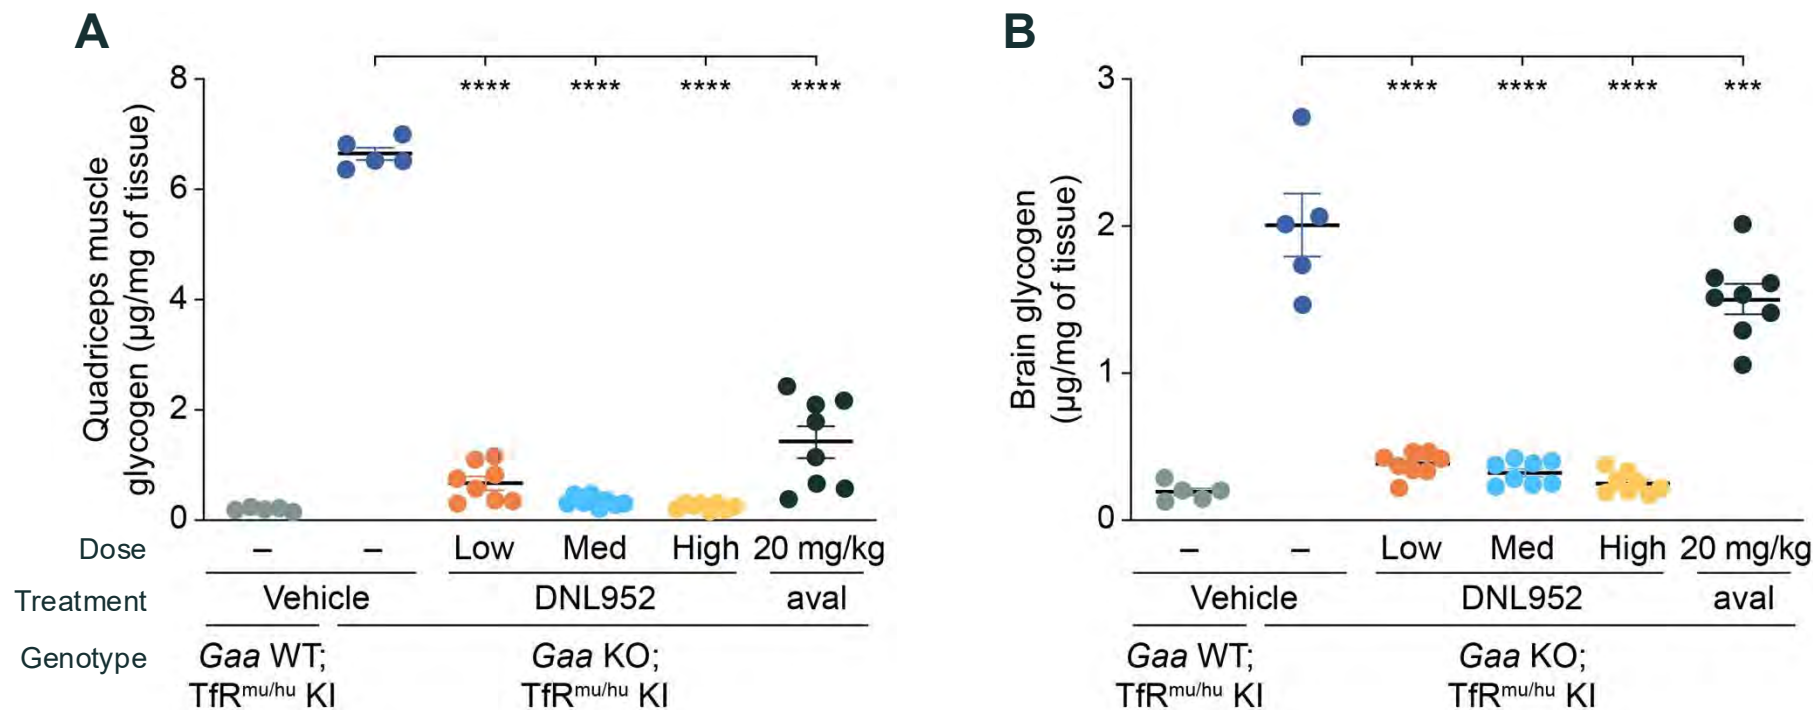 A
Quadriceps muscle
glycogen (µg/mg of tissue)
8
6
4
2
0
**** **** **** ****
Dose – – Low Med High 20 mg/kg
Treatment Vehicle DNL952 aval
Genotype Gaa WT; Gaa KO;
TfRmu/hu KI TfRmu/hu KI
B
Brain glycogen
(µg/mg of tissue)
3
2
1
0
**** **** **** ***
– – Low Med High 20 mg/kg
Vehicle DNL952 aval
Gaa WT; Gaa KO;
TfRmu/hu KI TfRmu/hu KI